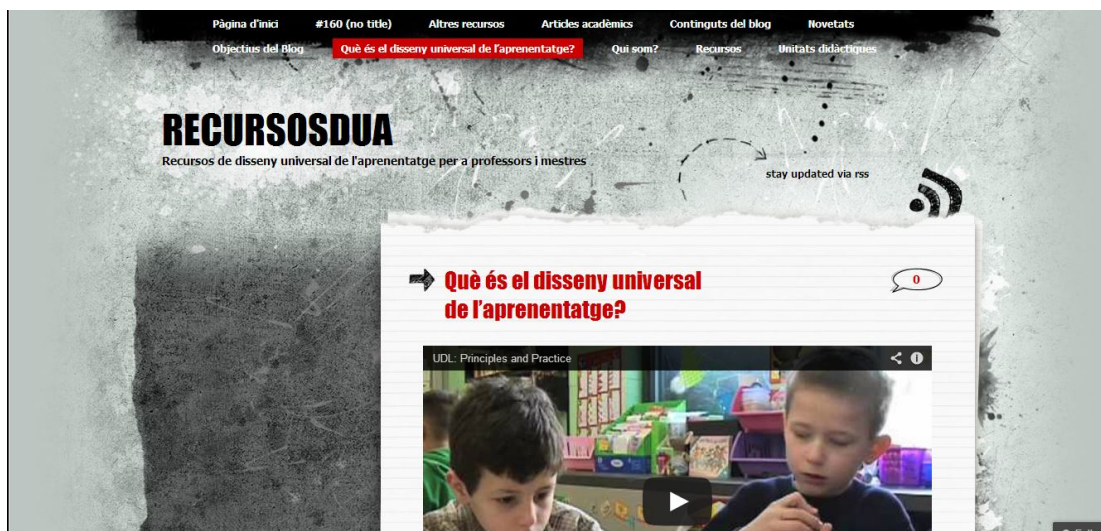 Pàgina d'inici #160 (no title) Altres recursos Articles acadèmics Continguts del blog Novetats
Objectius del Blog Què és el disseny universal de l'aprenentatge? Qui som? Recursos Unitats didàctiques
RECURSOSDUA
Recursos de disseny universal de l'aprenentatge per a professors i mestres
stay updated via rss
Què és el disseny universal
de l'aprenentatge?
0
UDL: Principles and Practice